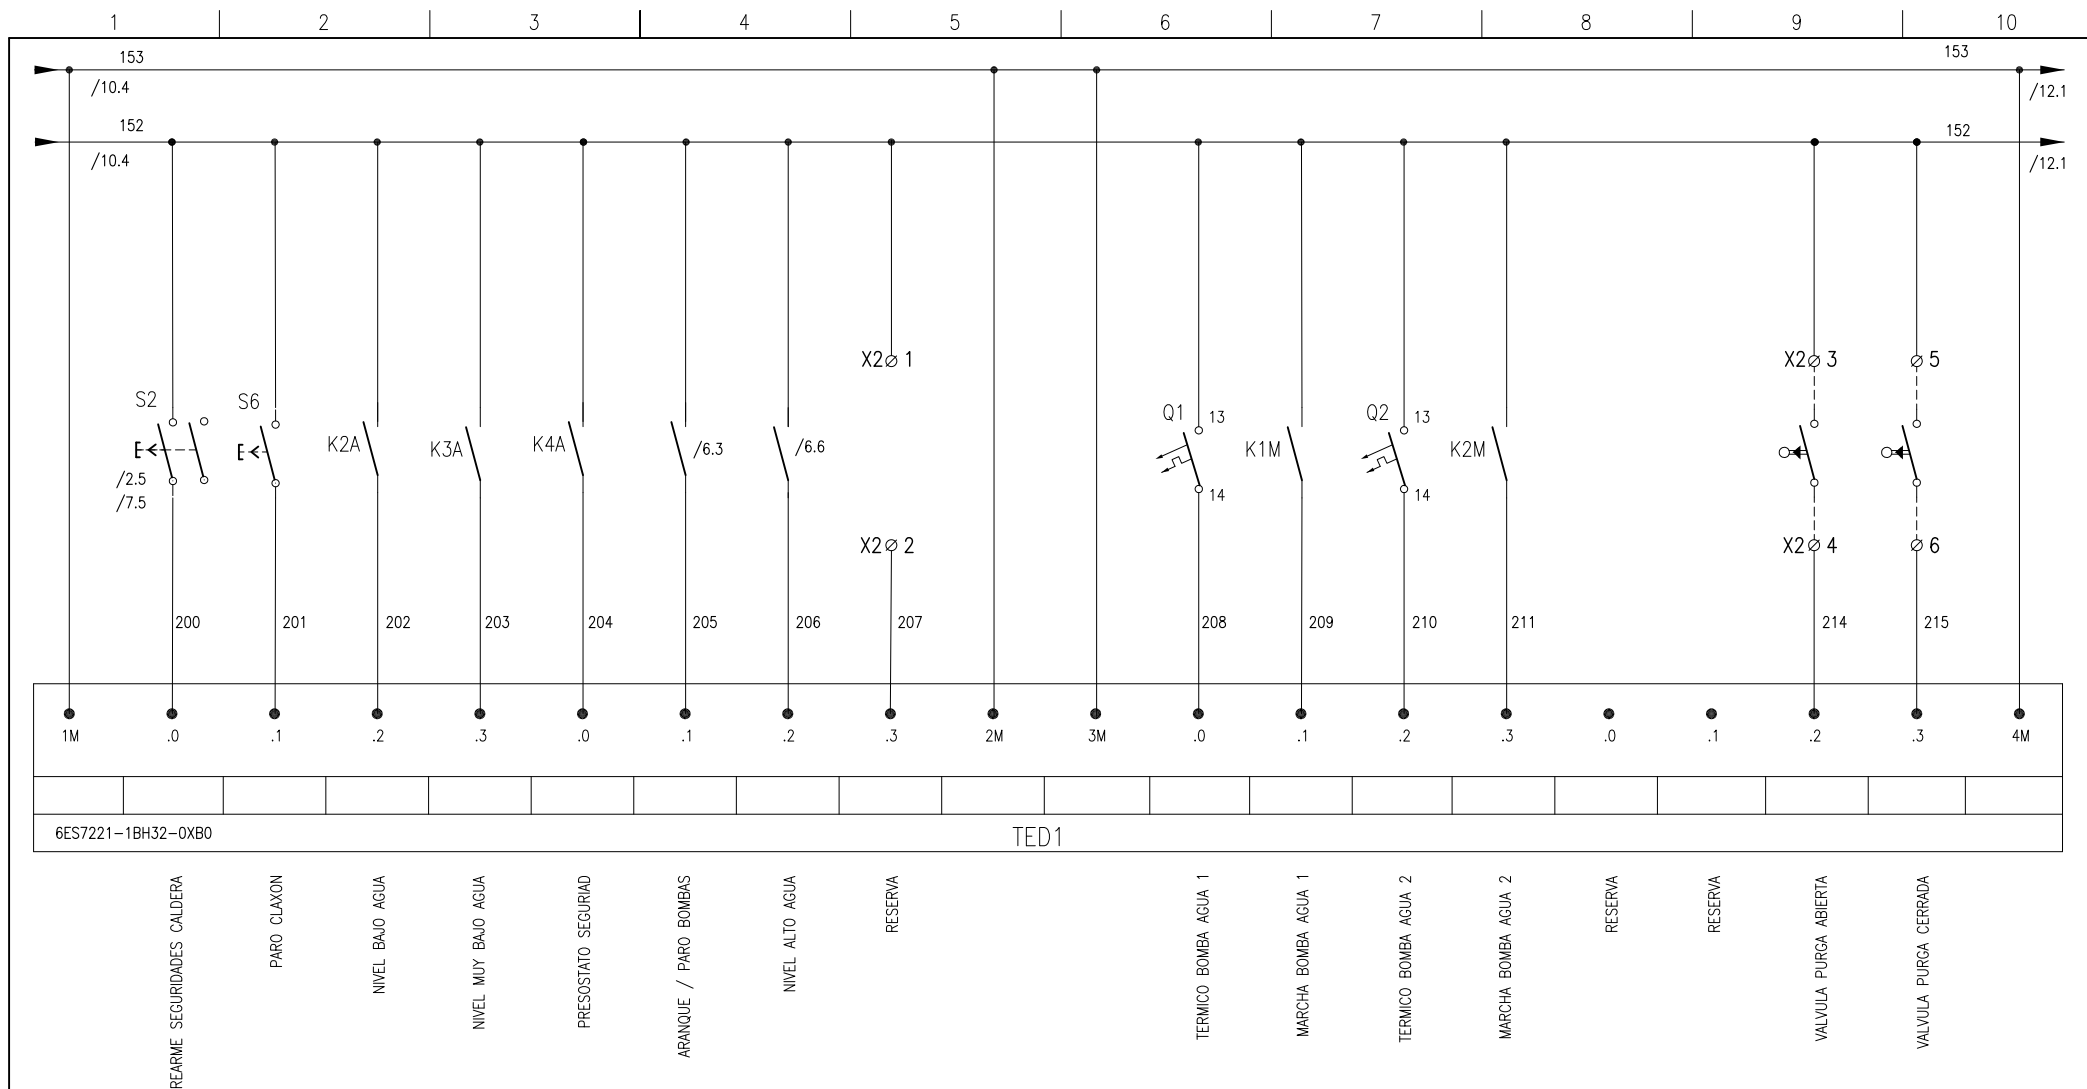 1 2 3 4 5 6 7 8 9 10
153 153
/10.4 /12.1
152 152
/10.4 /12.1
X2 1 X2 3 5
S2 S6 Q1 13 Q2 13
K2A K3A K4A /6.3 /6.6 K1M K2M
/2.5
/7.5 14 14
X2 2 X2 4 6
200 201 202 203 204 205 206 207 208 209 210 211 214 215
1M .0 .1 .2 .3 .0 .1 .2 .3 2M 3M .0 .1 .2 .3 .0 .1 .2 .3 4M
6ES7221-1BH32-0XB0 TED1
REARME SEGURIDADES CALDERA
PARO CLAXON
NIVEL BAJO AGUA
NIVEL MUY BAJO AGUA
PRESOSTATO SEGURIAD
ARANQUE / PARO BOMBAS
NIVEL ALTO AGUA
RESERVA
TERMICO BOMBA AGUA 1
MARCHA BOMBA AGUA 1
TERMICO BOMBA AGUA 2
MARCHA BOMBA AGUA 2
RESERVA
RESERVA
VALVULA PURGA ABIERTA
VALVULA PURGA CERRADA